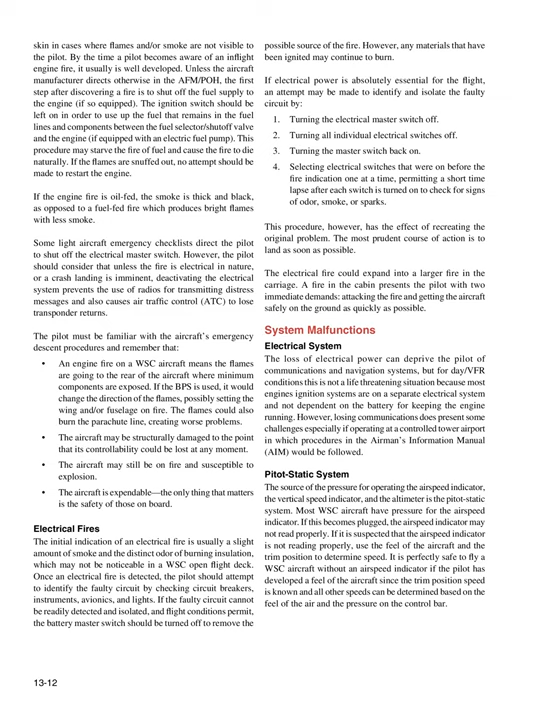 skin in cases where flames and/or smoke are not visible to
the pilot. By the time a pilot becomes aware of an inflight
engine fire, it usually is well developed. Unless the aircraft
manufacturer directs otherwise in the AFM/POH, the first
step after discovering a fire is to shut off the fuel supply to
the engine (if so equipped). The ignition switch should be
left on in order to use up the fuel that remains in the fuel
lines and components between the fuel selector/shutoff valve
and the engine (if equipped with an electric fuel pump). This
procedure may starve the fire of fuel and cause the fire to die
naturally. If the flames are snuffed out, no attempt should be
made to restart the engine.
If the engine fire is oil-fed, the smoke is thick and black,
as opposed to a fuel-fed fire which produces bright flames
with less smoke.
Some light aircraft emergency checklists direct the pilot
to shut off the electrical master switch. However, the pilot
should consider that unless the fire is electrical in nature,
or a crash landing is imminent, deactivating the electrical
system prevents the use of radios for transmitting distress
messages and also causes air traffic control (ATC) to lose
transponder returns.
The pilot must be familiar with the aircraft's emergency
descent procedures and remember that:
• An engine fire on a WSC aircraft means the flames
are going to the rear of the aircraft where minimum
components are exposed. If the BPS is used, it would
change the direction of the flames, possibly setting the
wing and/or fuselage on fire. The flames could also
burn the parachute line, creating worse problems.
• The aircraft may be structurally damaged to the point
that its controllability could be lost at any moment.
• The aircraft may still be on fire and susceptible to
explosion.
• The aircraft is expendable—the only thing that matters
is the safety of those on board.
Electrical Fires
The initial indication of an electrical fire is usually a slight
amount of smoke and the distinct odor of burning insulation,
which may not be noticeable in a WSC open flight deck.
Once an electrical fire is detected, the pilot should attempt
to identify the faulty circuit by checking circuit breakers,
instruments, avionics, and lights. If the faulty circuit cannot
be readily detected and isolated, and flight conditions permit,
the battery master switch should be turned off to remove the
possible source of the fire. However, any materials that have
been ignited may continue to burn.
If electrical power is absolutely essential for the flight,
an attempt may be made to identify and isolate the faulty
circuit by:
1. Turning the electrical master switch off.
2. Turning all individual electrical switches off.
3. Turning the master switch back on.
4. Selecting electrical switches that were on before the
fire indication one at a time, permitting a short time
lapse after each switch is turned on to check for signs
of odor, smoke, or sparks.
This procedure, however, has the effect of recreating the
original problem. The most prudent course of action is to
land as soon as possible.
The electrical fire could expand into a larger fire in the
carriage. A fire in the cabin presents the pilot with two
immediate demands: attacking the fire and getting the aircraft
safely on the ground as quickly as possible.
System Malfunctions
Electrical System
The loss of electrical power can deprive the pilot of
communications and navigation systems, but for day/VFR
conditions this is not a life threatening situation because most
engines ignition systems are on a separate electrical system
and not dependent on the battery for keeping the engine
running. However, losing communications does present some
challenges especially if operating at a controlled tower airport
in which procedures in the Airman's Information Manual
(AIM) would be followed.
Pitot-Static System
The source of the pressure for operating the airspeed indicator,
the vertical speed indicator, and the altimeter is the pitot-static
system. Most WSC aircraft have pressure for the airspeed
indicator. If this becomes plugged, the airspeed indicator may
not read properly. If it is suspected that the airspeed indicator
is not reading properly, use the feel of the aircraft and the
trim position to determine speed. It is perfectly safe to fly a
WSC aircraft without an airspeed indicator if the pilot has
developed a feel of the aircraft since the trim position speed
is known and all other speeds can be determined based on the
feel of the air and the pressure on the control bar.
13-12